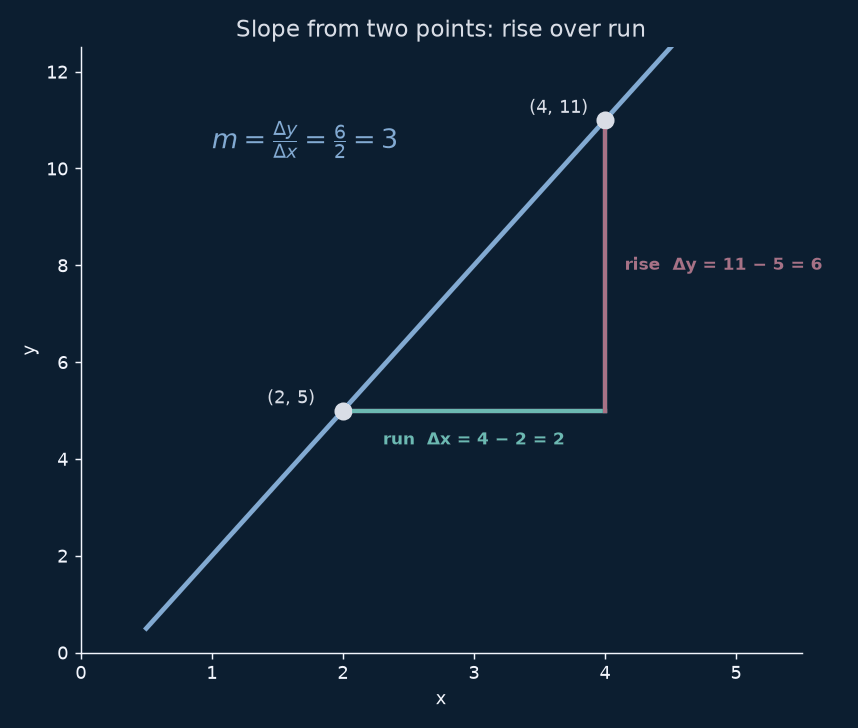 Slope from two points: rise over run
12
10
8
6
4
2
0
y
m = Δy/Δx = 6/2 = 3
(4, 11)
rise  Δy = 11 − 5 = 6
(2, 5)
run  Δx = 4 − 2 = 2
0 1 2 3 4 5
x